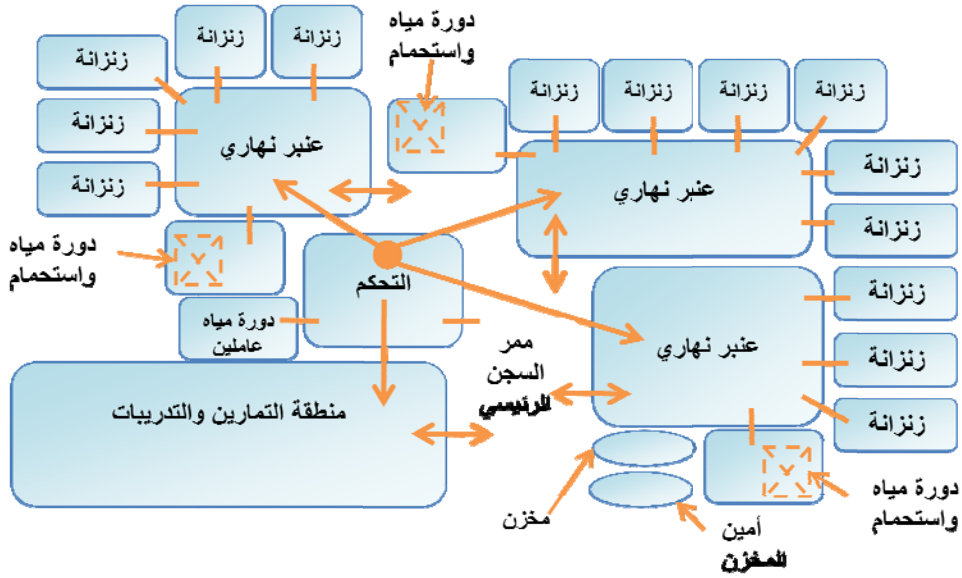 زنزانة
زنزانة
دورة مياه
واستحمام
زنزانة
زنزانة
زنزانة
زنزانة
زنزانة
زنزانة
زنزانة
عنبر نهاري
زنزانة
عنبر نهاري
زنزانة
زنزانة
دورة مياه
واستحمام
التحكم
زنزانة
دورة مياه
عاملين
ممر
السجن
الرئيسي
عنبر نهاري
زنزانة
منطقة التمارين والتدريبات
زنزانة
دورة مياه
واستحمام
مخزن
أمين
المخزن